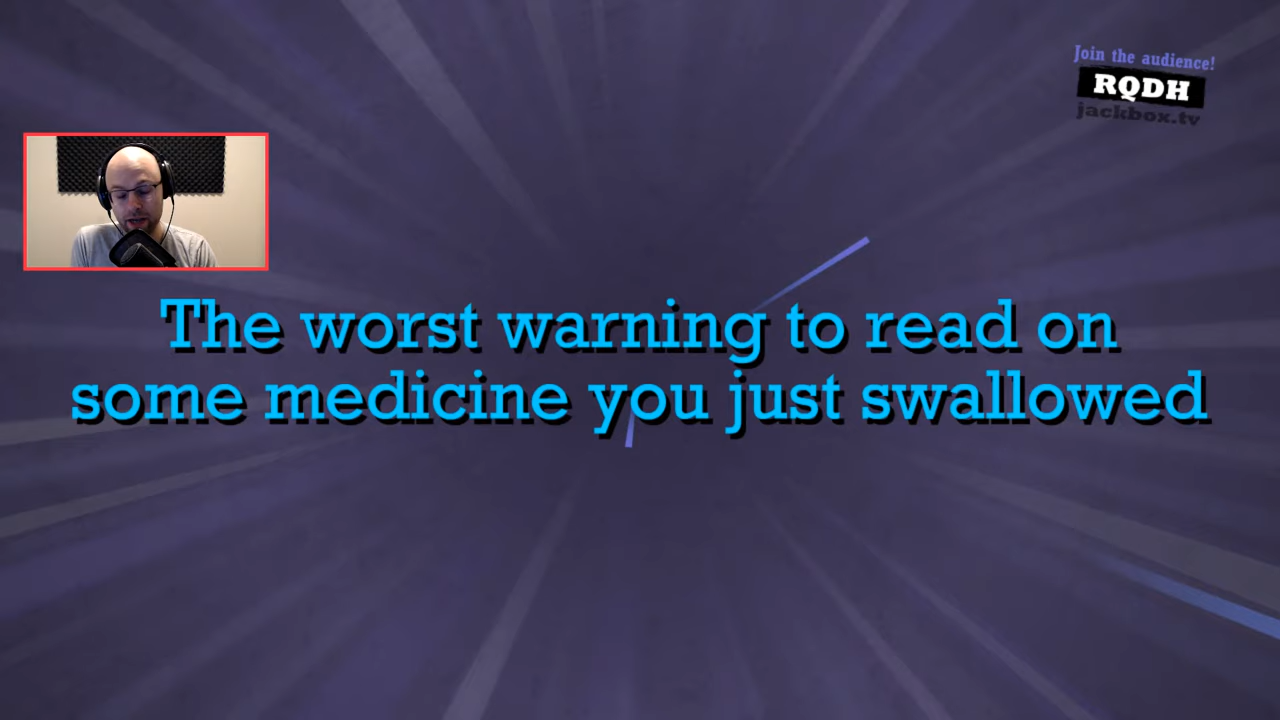 Join the audience!
RQDH
jackbox.tv
The worst warning to read on
some medicine you just swallowed